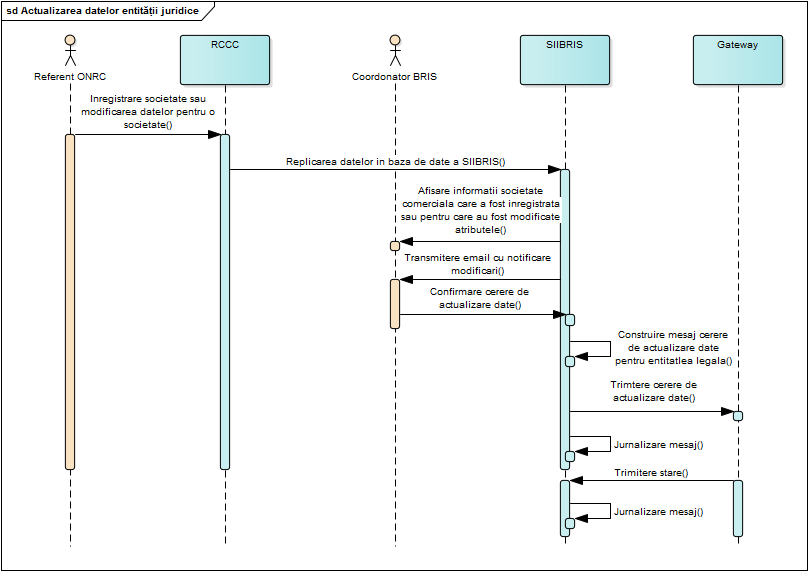 sd Actualizarea datelor entității juridice
Referent ONRC
RCCC
Coordonator BRIS
SIIBRIS
Gateway
Inregistrare societate sau
modificarea datelor pentru o
societate()
Replicarea datelor in baza de date a SIIBRIS()
Afisare informatii societate
comerciala care a fost inregistrata
sau pentru care au fost modificate
atributele()
Transmitere email cu notificare
modificari()
Confirmare cerere de
actualizare date()
Construire mesaj cerere
de actualizare date
pentru entitatlea legala()
Trimtere cerere de
actualizare date()
Jurnalizare mesaj()
Trimitere stare()
Jurnalizare mesaj()